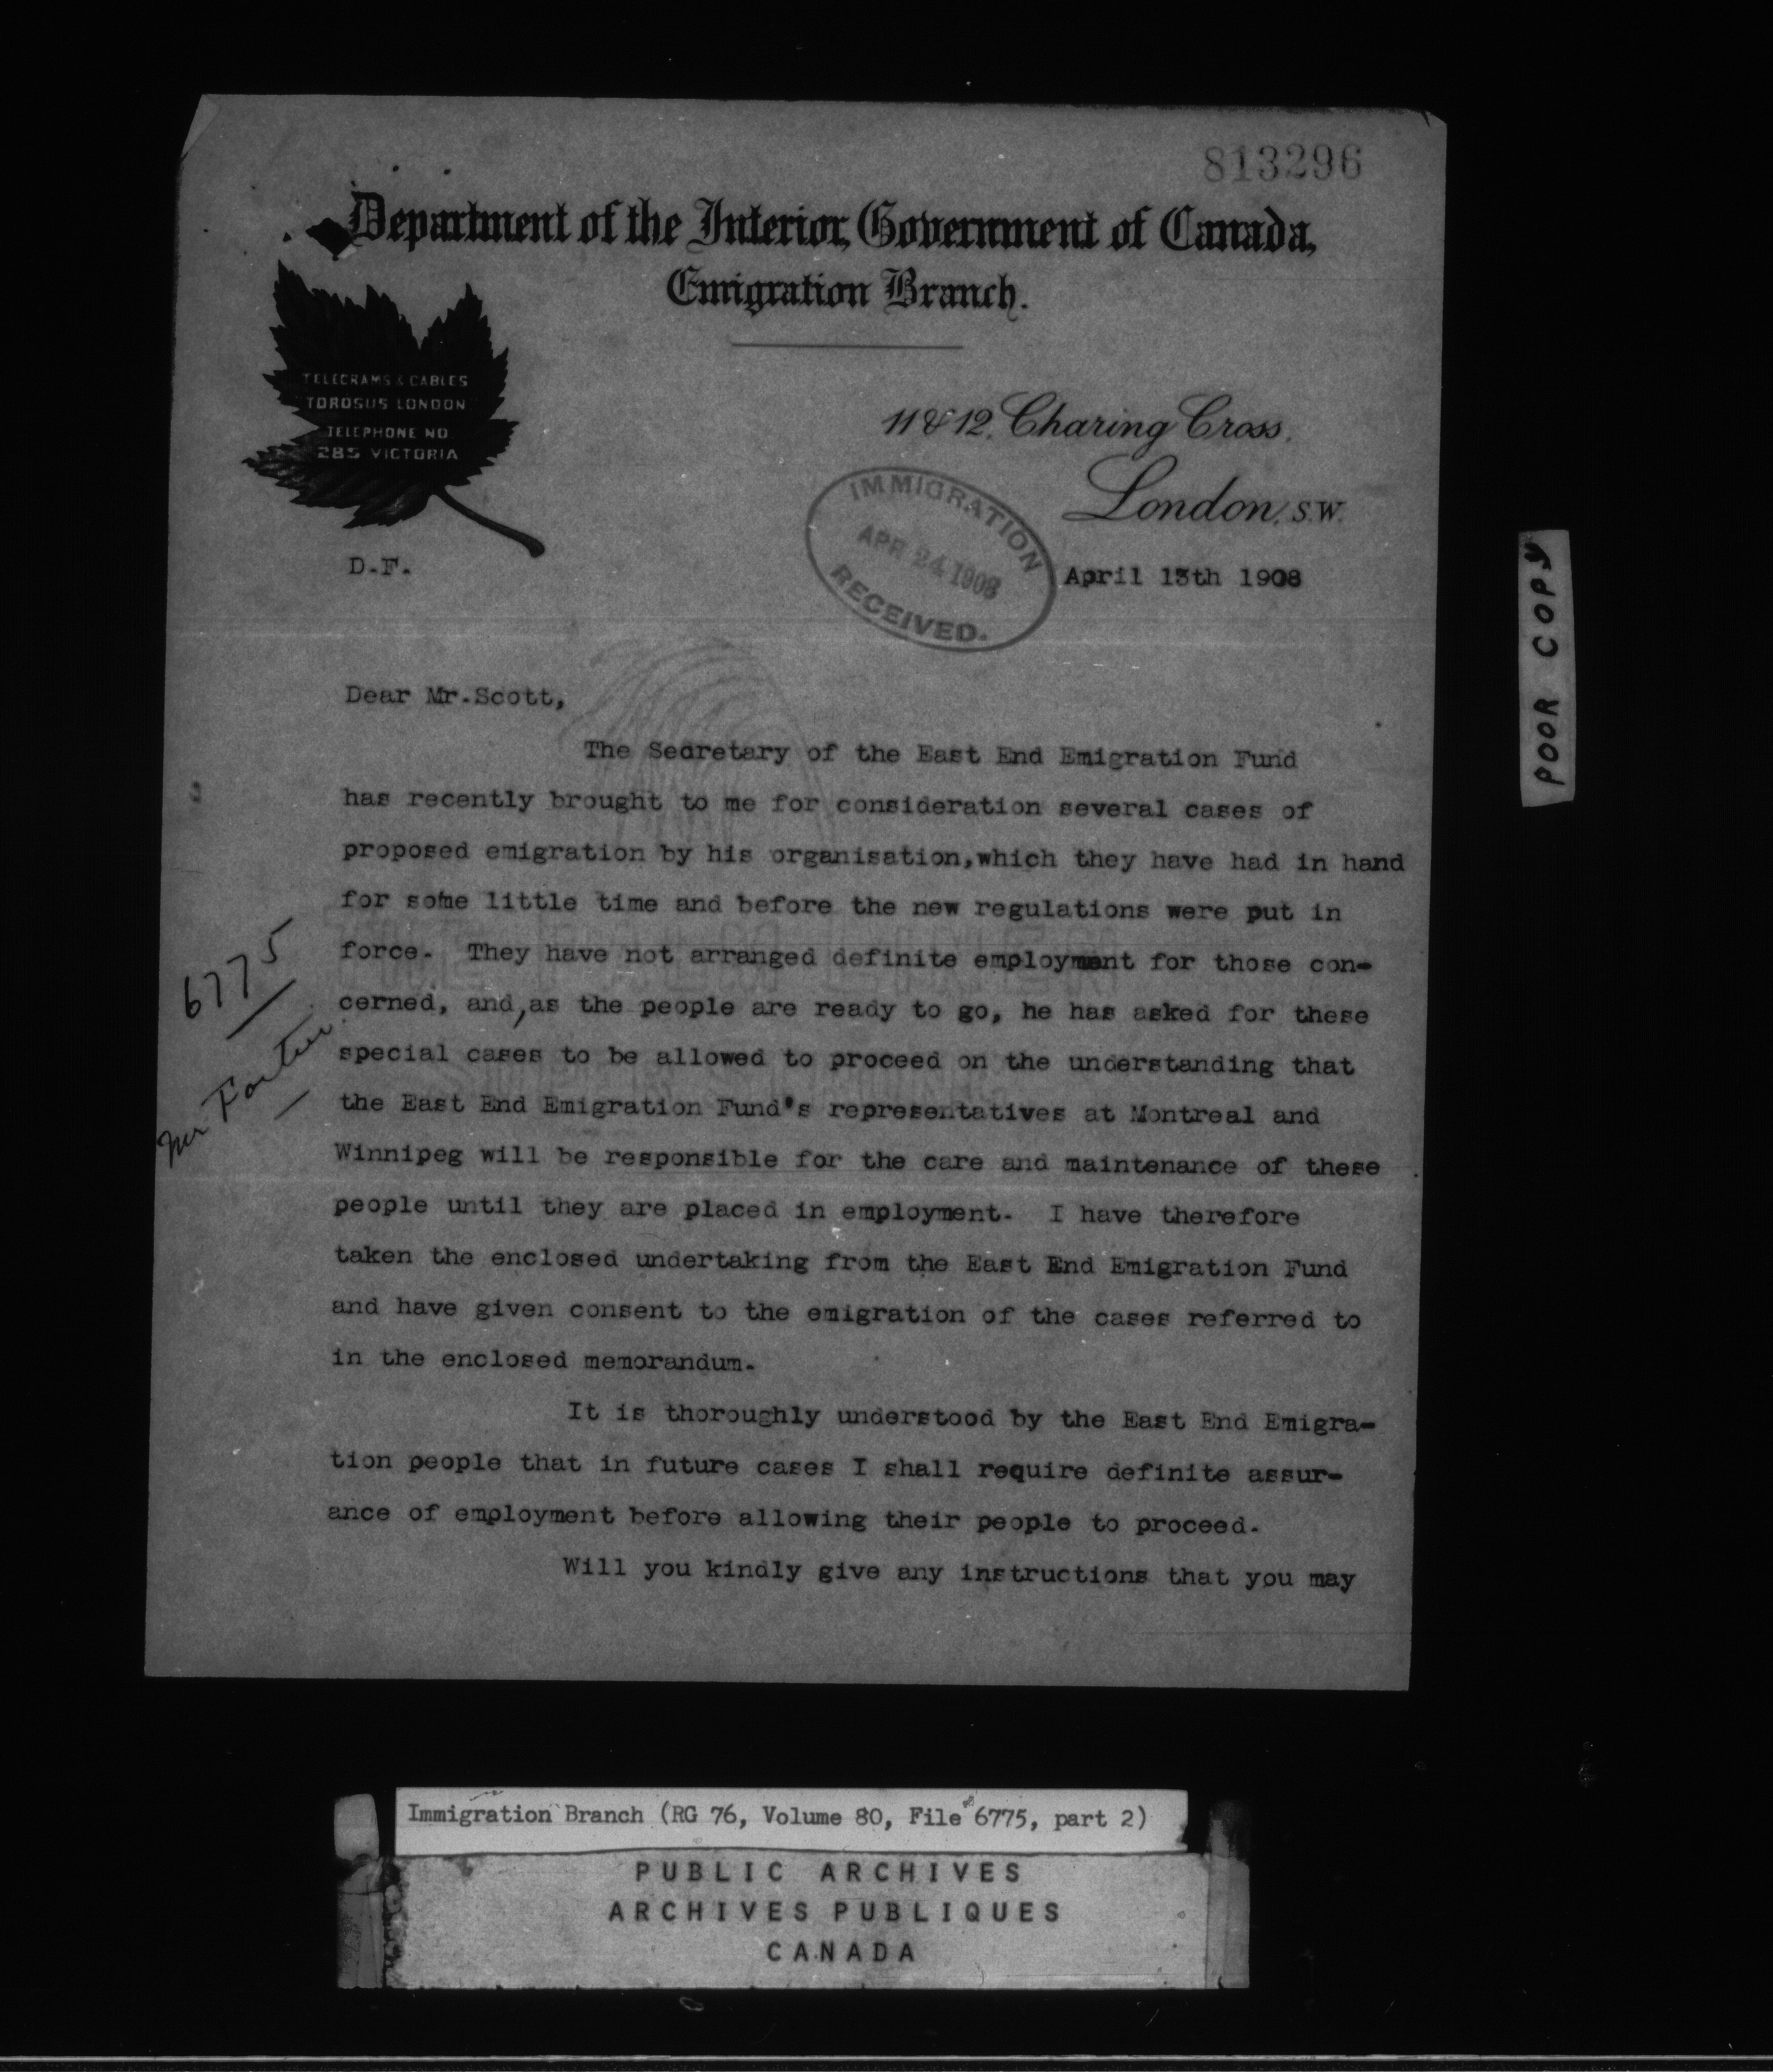 813296
Department of the Interior, Government of Canada,
Emigration Branch.
TELEGRAMS & CABLES
TOROSUS LONDON
TELEPHONE NO
285 VICTORIA
11 & 12, Charing Cross,
London, S.W.
IMMIGRATION
APR 24 1908
RECEIVED.
D.F.
April 13th 1908
Dear Mr.Scott,
The Secretary of the East End Emigration Fund
has recently brought to me for consideration several cases of
proposed emigration by his organisation,which they have had in hand
for some little time and before the new regulations were put in
force. They have not arranged definite employment for those con-
cerned, and,as the people are ready to go, he has asked for these
special cases to be allowed to proceed on the understanding that
the East End Emigration Fund's representatives at Montreal and
Winnipeg will be responsible for the care and maintenance of these
people until they are placed in employment. I have therefore
taken the enclosed undertaking from the East End Emigration Fund
and have given consent to the emigration of the cases referred to
in the enclosed memorandum.
It is thoroughly understood by the East End Emigra-
tion people that in future cases I shall require definite assur-
ance of employment before allowing their people to proceed.
Will you kindly give any instructions that you may
6775
Mr Fortier
POOR COPY
Immigration Branch (RG 76, Volume 80, File 6775, part 2)
PUBLIC ARCHIVES
ARCHIVES PUBLIQUES
CANADA